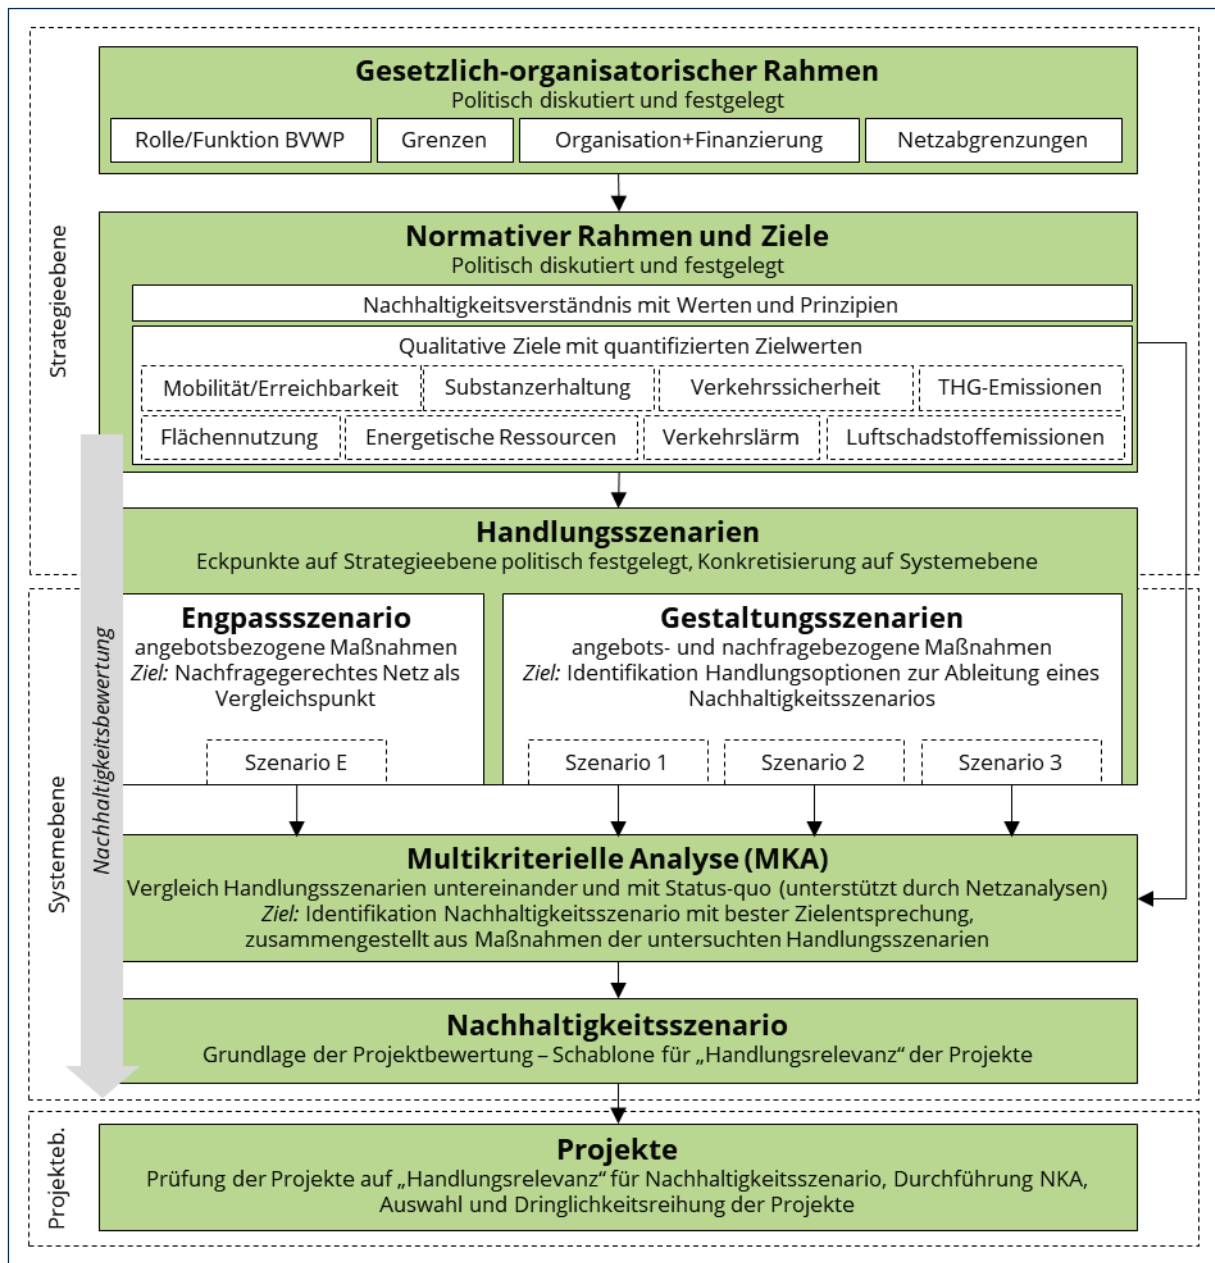 Gesetzlich-organisatorischer Rahmen
Politisch diskutiert und festgelegt
Rolle/Funktion BVWP
Grenzen
Organisation+Finanzierung
Netzabgrenzungen
Strategieebene
Normativer Rahmen und Ziele
Politisch diskutiert und festgelegt
Nachhaltigkeitsverständnis mit Werten und Prinzipien
Qualitative Ziele mit quantifizierten Zielwerten
Mobilität/Erreichbarkeit
Substanzerhaltung
Verkehrssicherheit
THG-Emissionen
Flächennutzung
Energetische Ressourcen
Verkehrslärm
Luftschadstoffemissionen
Handlungsszenarien
Eckpunkte auf Strategieebene politisch festgelegt, Konkretisierung auf Systemebene
Nachhaltigkeitsbewertung
Systemebene
Engpassszenario
angebotsbezogene Maßnahmen
Ziel: Nachfragegerechtes Netz als
Vergleichspunkt
Szenario E
Gestaltungsszenarien
angebots- und nachfragebezogene Maßnahmen
Ziel: Identifikation Handlungsoptionen zur Ableitung eines
Nachhaltigkeitsszenarios
Szenario 1
Szenario 2
Szenario 3
Multikriterielle Analyse (MKA)
Vergleich Handlungsszenarien untereinander und mit Status-quo (unterstützt durch Netzanalysen)
Ziel: Identifikation Nachhaltigkeitsszenario mit bester Zielentsprechung,
zusammengestellt aus Maßnahmen der untersuchten Handlungsszenarien
Nachhaltigkeitsszenario
Grundlage der Projektbewertung – Schablone für „Handlungsrelevanz“ der Projekte
Projekteb.
Projekte
Prüfung der Projekte auf „Handlungsrelevanz“ für Nachhaltigkeitsszenario, Durchführung NKA,
Auswahl und Dringlichkeitsreihung der Projekte